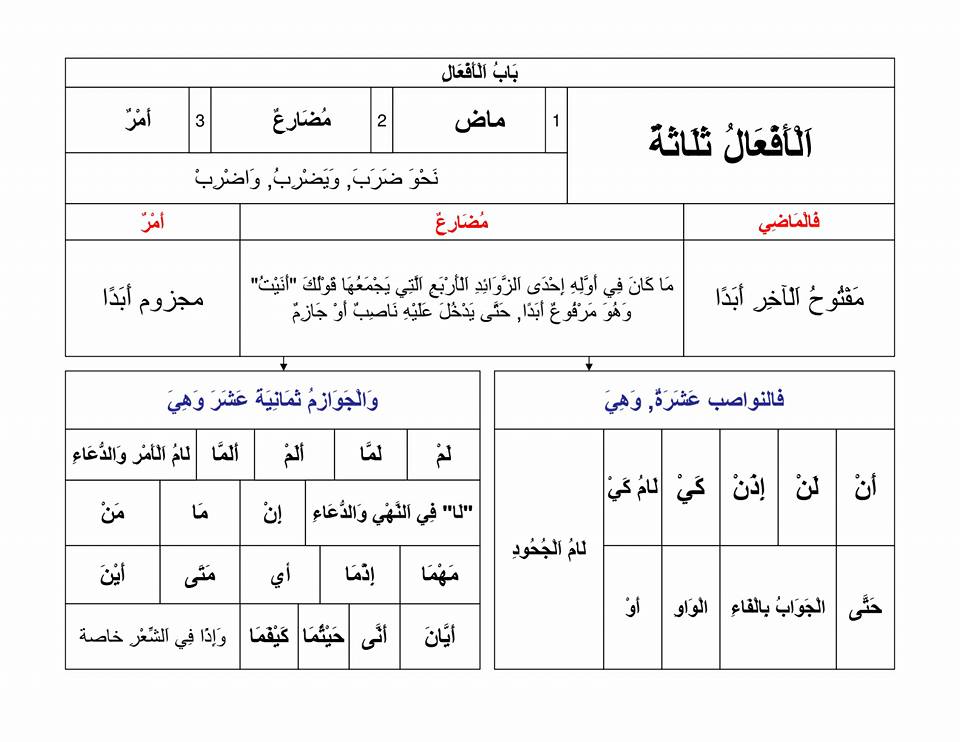 بَابُ اَلْأَفْعَالِ
اَلْأَفْعَالُ ثَلَاثَةٌ
1 ماض 2 مُضَارِعٌ 3 أَمْرٌ
نَحْوَ ضَرَبَ, وَيَضْرِبُ, وَاضْرِبْ
فَالْمَاضِي
مُضَارِعٌ
أَمْرٌ
مَفْتُوحُ اَلْآخِرِ أَبَدًا
مَا كَانَ فِي أَوَّلِهِ إِحْدَى اَلزَّوَائِدِ اَلْأَرْبَعِ اَلَّتِي يَجْمَعُهَا قَوْلُكَ "أَنَيْتُ"
وَهُوَ مَرْفُوعٌ أَبَدًا, حَتَّى يَدْخُلَ عَلَيْهِ نَاصِبٌ أَوْ جَازِمٌ
مجزوم أَبَدًا
فالنواصب عَشَرَةٌ, وَهِيَ
أَنْ لَنْ إِذَنْ كَيْ لَامُ كَيْ
لَامُ اَلْجُحُودِ
حَتَّى الْجَوَابُ بِالْفَاءِ الْوَاو أَوْ
وَالْجَوَازِمُ ثَمَانِيَة عَشَرَ وَهِيَ
لَمْ لَمَّا أَلَمْ أَلَمَّا لَامُ اَلْأَمْرِ وَالدُّعَاءِ
"لَا" فِي اَلنَّهْيِ وَالدُّعَاءِ إِنْ مَا مَنْ
مَهْمَا إِذْمَا أي مَتَى أَيْنَ
أَيَّانَ أَنَّى حَيْثُمَا كَيْفَمَا وَإِذًا فِي اَلشِّعْرِ خاصة